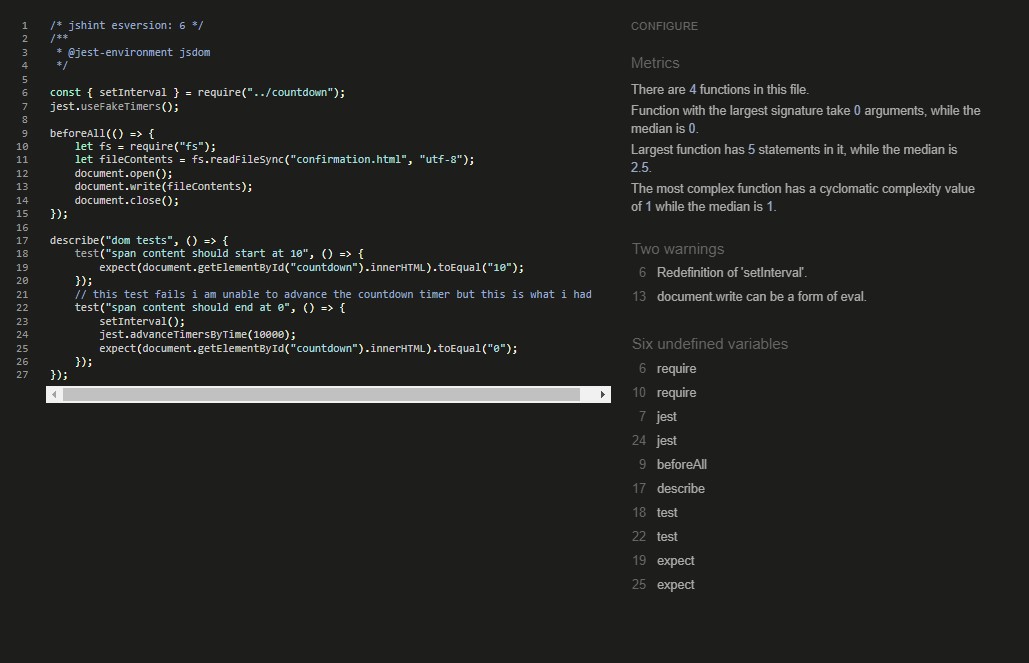 1 /* jshint esversion: 6 */
2 /**
3  * @jest-environment jsdom
4  */
5
6 const { setInterval } = require("../countdown");
7 jest.useFakeTimers();
8
9 beforeAll(() => {
10     let fs = require("fs");
11     let fileContents = fs.readFileSync("confirmation.html", "utf-8");
12     document.open();
13     document.write(fileContents);
14     document.close();
15 });
16
17 describe("dom tests", () => {
18     test("span content should start at 10", () => {
19         expect(document.getElementById("countdown").innerHTML).toEqual("10");
20     });
21     // this test fails i am unable to advance the countdown timer but this is what i had
22     test("span content should end at 0", () => {
23         setInterval();
24         jest.advanceTimersByTime(10000);
25         expect(document.getElementById("countdown").innerHTML).toEqual("0");
26     });
27 });
CONFIGURE
Metrics
There are 4 functions in this file.
Function with the largest signature take 0 arguments, while the
median is 0.
Largest function has 5 statements in it, while the median is
2.5.
The most complex function has a cyclomatic complexity value
of 1 while the median is 1.
Two warnings
6 Redefinition of 'setInterval'.
13 document.write can be a form of eval.
Six undefined variables
6 require
10 require
7 jest
24 jest
9 beforeAll
17 describe
18 test
22 test
19 expect
25 expect